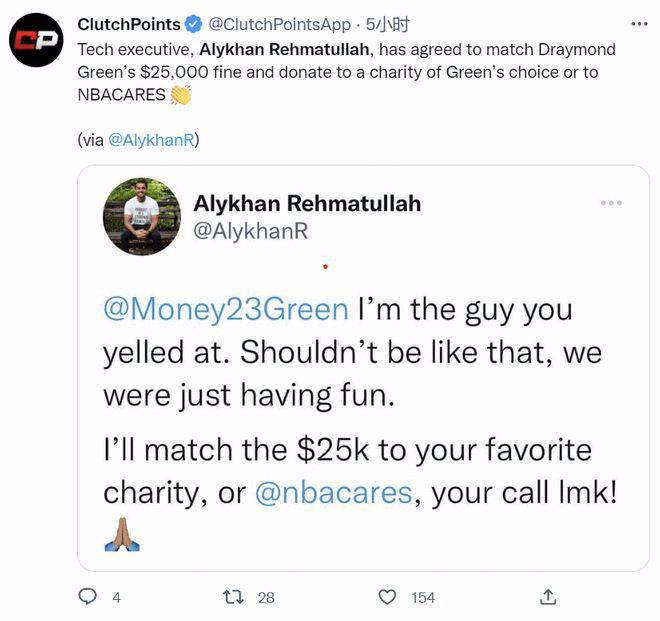 CP
ClutchPoints @ClutchPointsApp · 5小时
Tech executive, Alykhan Rehmatullah, has agreed to match Draymond
Green's $25,000 fine and donate to a charity of Green's choice or to
NBACARES 👏
(via @AlykhanR)
Alykhan Rehmatullah
@AlykhanR
@Money23Green I'm the guy you
yelled at. Shouldn't be like that, we
were just having fun.
I'll match the $25k to your favorite
charity, or @nbacares, your call lmk!
🙏🏽
4 28 154